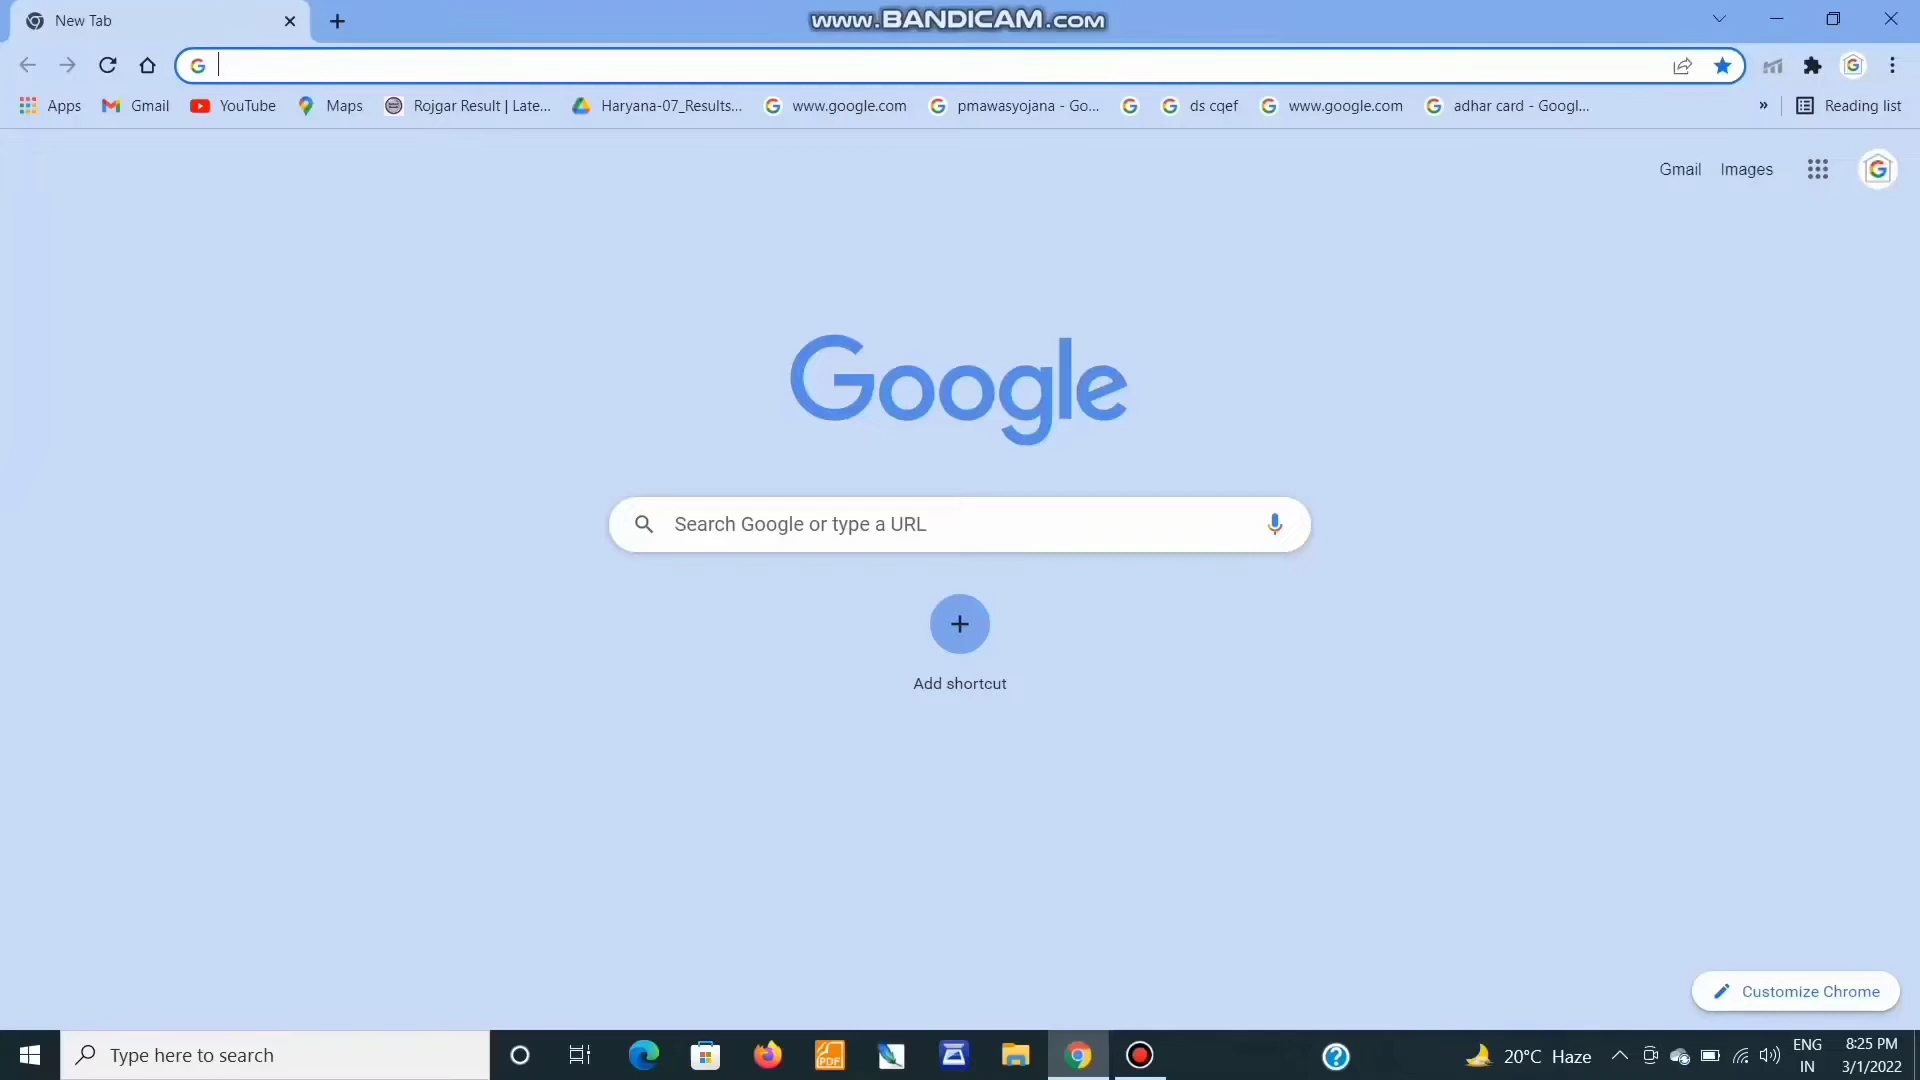 New Tab
www.BANDICAM.com
Apps Gmail YouTube Maps Rojgar Result | Late... Haryana-07_Results... www.google.com pmawasyojana - Go... ds cqef www.google.com adhar card - Googl... » Reading list
Gmail Images
Google
Search Google or type a URL
Add shortcut
Customize Chrome
Type here to search
PDF
20°C Haze
ENG
IN
8:25 PM
3/1/2022